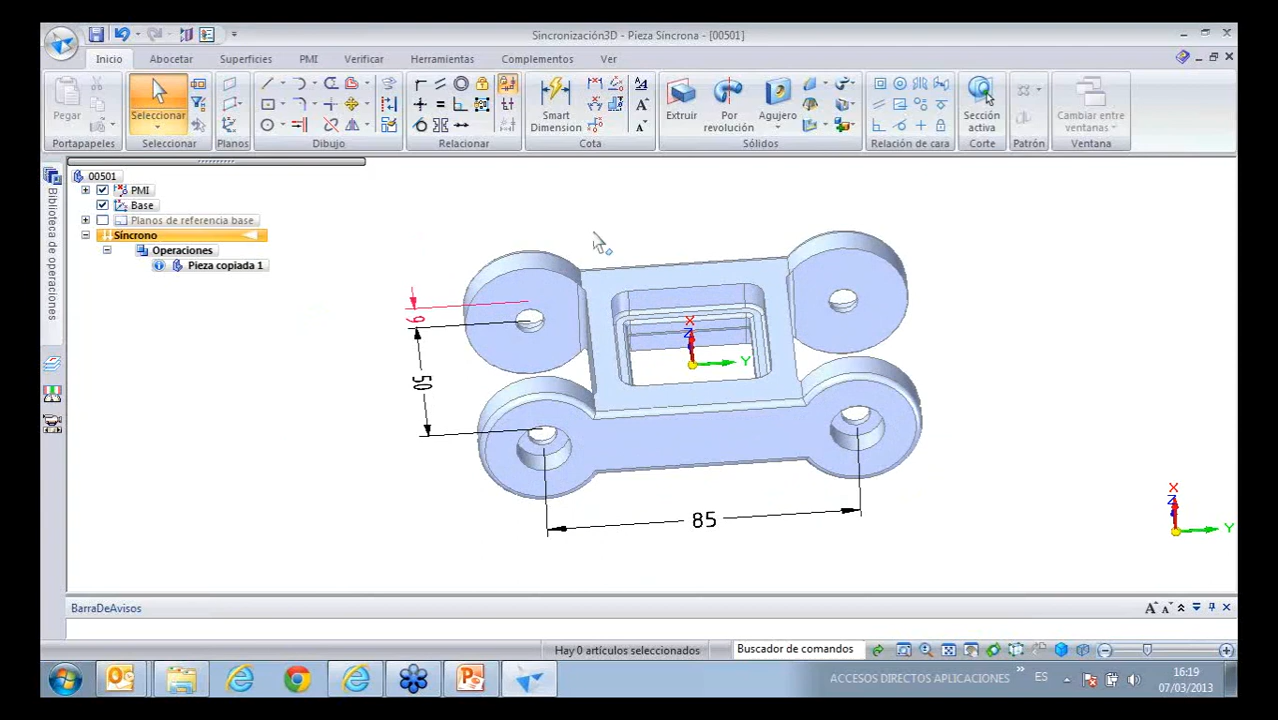 Sincronización3D - Pieza Síncrona - [00501]
Inicio Abocetar Superficies PMI Verificar Herramientas Complementos Ver
Pegar
Portapapeles
Seleccionar
Seleccionar
Planos
Dibujo
Relacionar
Smart Dimension
Cota
Extruir
Por revolución
Agujero
Sólidos
Relación de cara
Sección activa
Corte
Patrón
Cambiar entre ventanas
Ventana
Biblioteca de operaciones
00501
PMI
Base
Planos de referencia base
Síncrono
Operaciones
Pieza copiada 1
9
50
85
X
Z
Y
X
Z
Y
BarraDeAvisos
Hay 0 artículos seleccionados
Buscador de comandos
ACCESOS DIRECTOS APLICACIONES
ES
16:19
07/03/2013